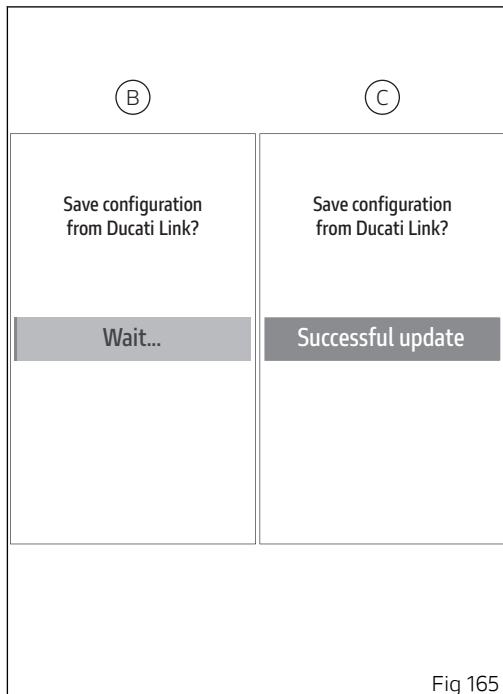 B
C
Save configuration
from Ducati Link?
Wait...
Save configuration
from Ducati Link?
Successful update
Fig 165